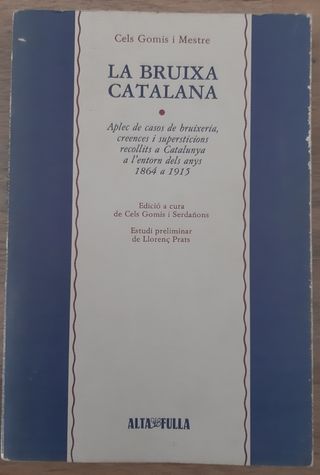 Cels Gomis i Mestre
LA BRUIXA
CATALANA
Aplec de casos de bruixeria,
creences i supersticions
recollits a Catalunya
a l'entorn dels anys
1864 a 1915
Edició a cura
de Cels Gomis i Serdañons
Estudi preliminar
de Llorenç Prats
ALTA FULLA